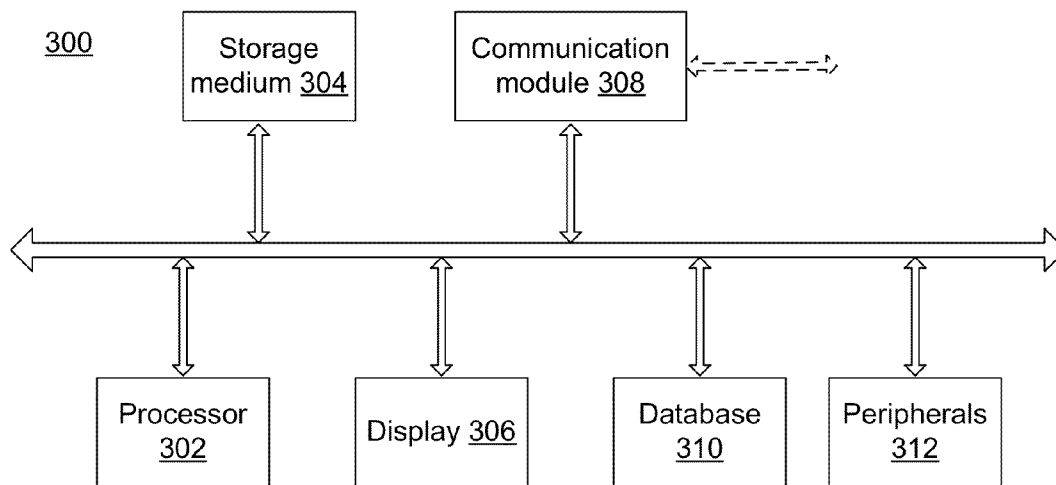 300
Storage
medium 304
Communication
module 308
Processor
302
Display 306
Database
310
Peripherals
312